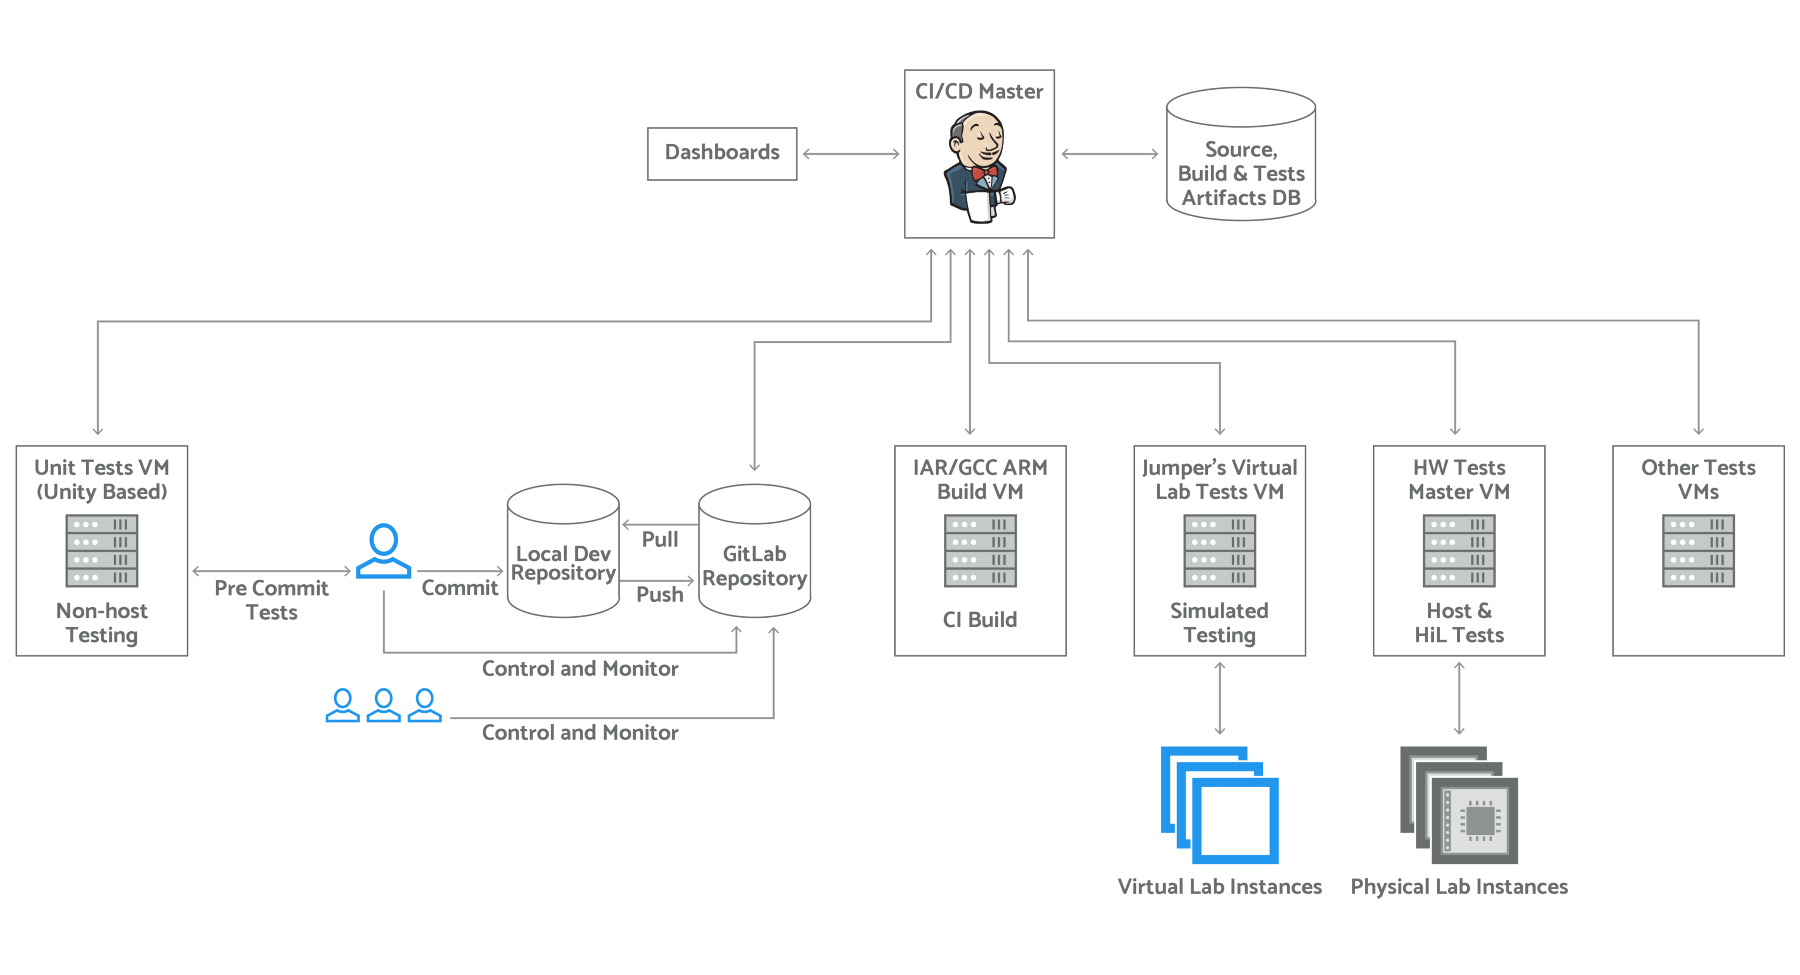 CI/CD Master
Dashboards
Source,
Build & Tests
Artifacts DB
Unit Tests VM
(Unity Based)
Non-host
Testing
Pre Commit
Tests
Commit
Local Dev
Repository
Pull
Push
GitLab
Repository
Control and Monitor
Control and Monitor
IAR/GCC ARM
Build VM
CI Build
Jumper’s Virtual
Lab Tests VM
Simulated
Testing
HW Tests
Master VM
Host &
HiL Tests
Other Tests
VMs
Virtual Lab Instances
Physical Lab Instances